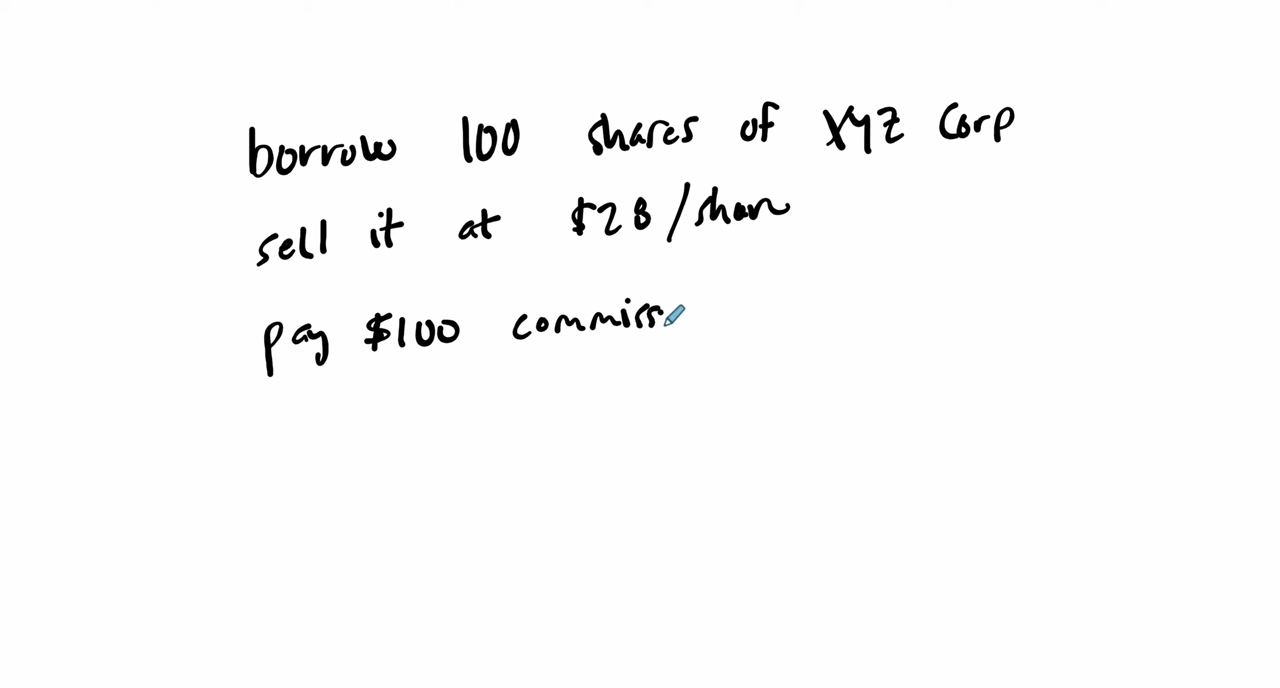 borrow 100 shares of XYZ Corp
sell it at $28/share
pay $100 commiss